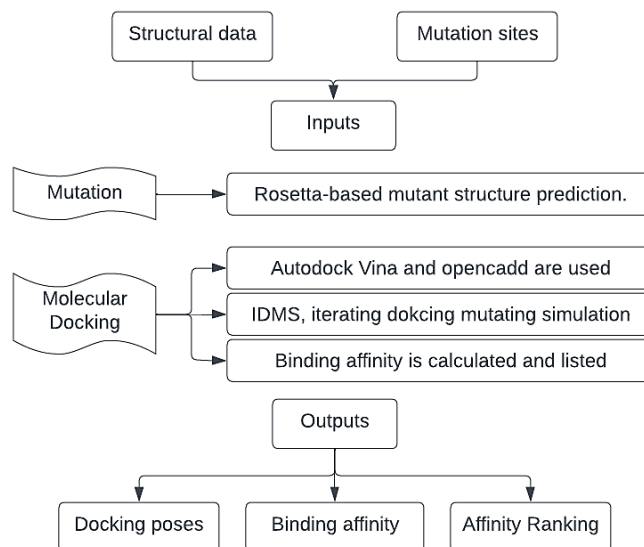 Structural data
Mutation sites
Inputs
Mutation
Rosetta-based mutant structure prediction.
Molecular
Docking
Autodock Vina and opencadd are used
IDMS, iterating dokcing mutating simulation
Binding affinity is calculated and listed
Outputs
Docking poses
Binding affinity
Affinity Ranking